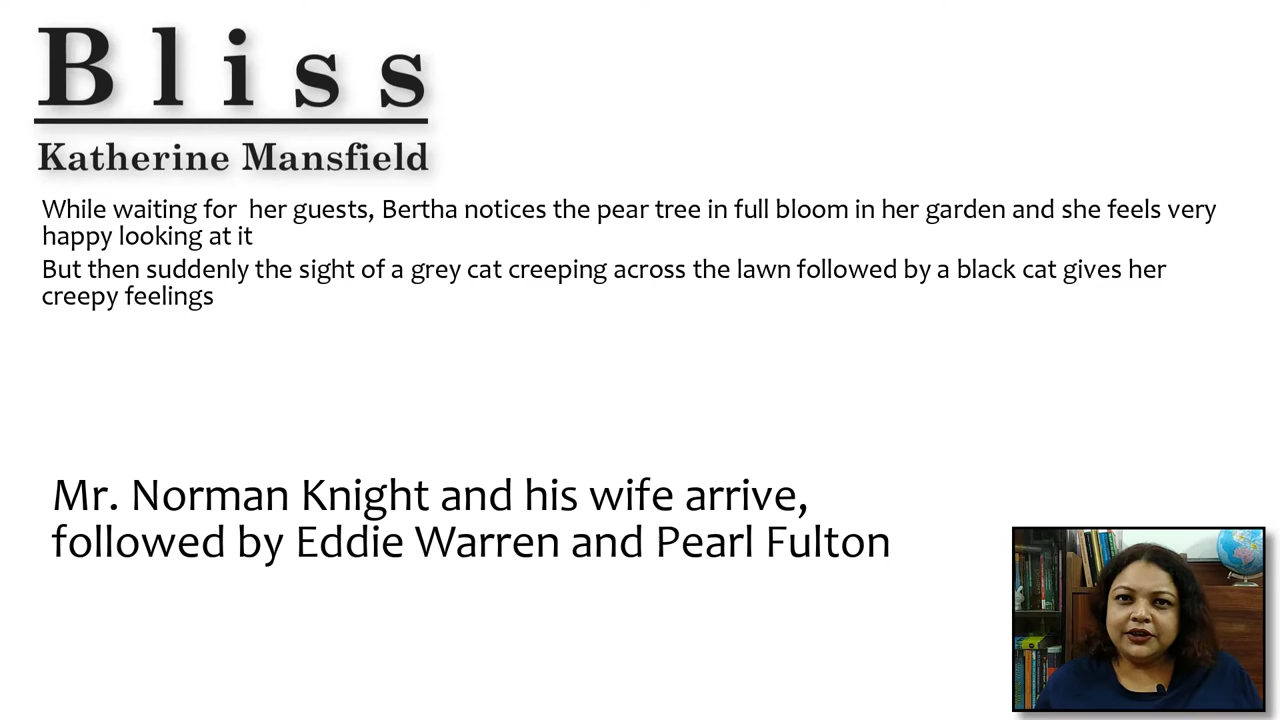 Bliss
Katherine Mansfield
While waiting for  her guests, Bertha notices the pear tree in full bloom in her garden and she feels very
happy looking at it
But then suddenly the sight of a grey cat creeping across the lawn followed by a black cat gives her
creepy feelings
Mr. Norman Knight and his wife arrive,
followed by Eddie Warren and Pearl Fulton